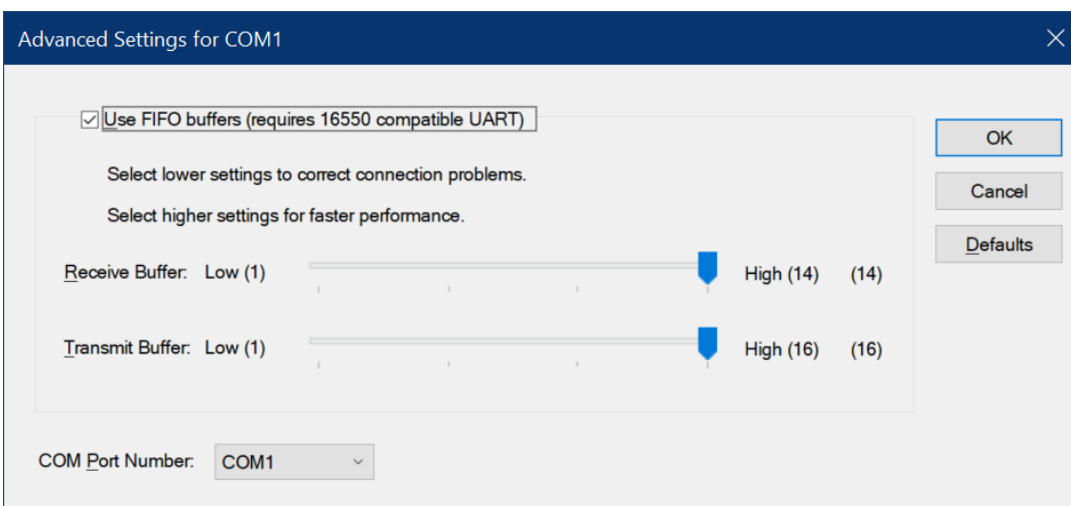 Advanced Settings for COM1
Use FIFO buffers (requires 16550 compatible UART)
OK
Select lower settings to correct connection problems.
Cancel
Select higher settings for faster performance.
Defaults
Receive Buffer: Low (1) High (14) (14)
Transmit Buffer: Low (1) High (16) (16)
COM Port Number: COM1